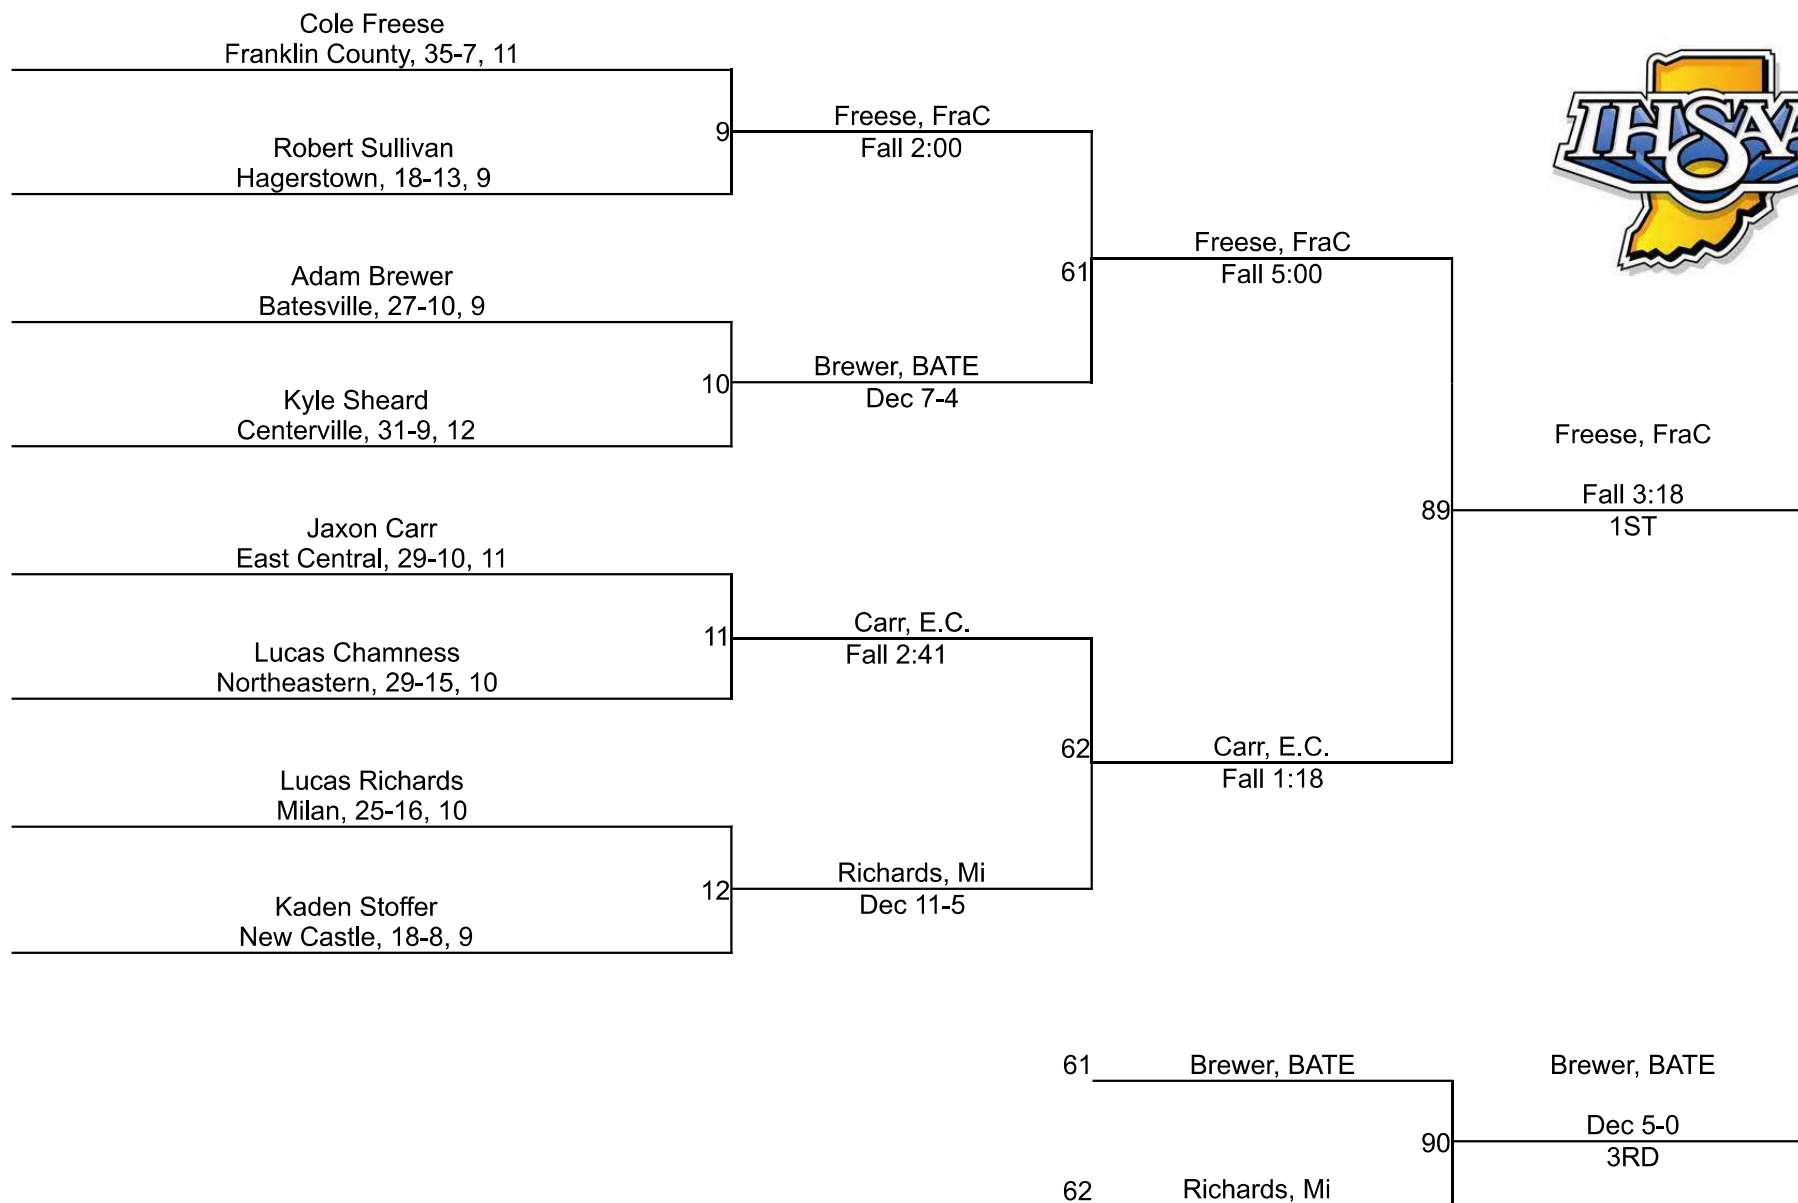 Cole Freese
Franklin County, 35-7, 11
9
Freese, FraC
Fall 2:00
Robert Sullivan
Hagerstown, 18-13, 9
IHSAA
61
Freese, FraC
Fall 5:00
Adam Brewer
Batesville, 27-10, 9
10
Brewer, BATE
Dec 7-4
Kyle Sheard
Centerville, 31-9, 12
89
Freese, FraC
Fall 3:18
1ST
Jaxon Carr
East Central, 29-10, 11
11
Carr, E.C.
Fall 2:41
Lucas Chamness
Northeastern, 29-15, 10
62
Carr, E.C.
Fall 1:18
Lucas Richards
Milan, 25-16, 10
12
Richards, Mi
Dec 11-5
Kaden Stoffer
New Castle, 18-8, 9
61
Brewer, BATE
90
Brewer, BATE
Dec 5-0
3RD
62
Richards, Mi